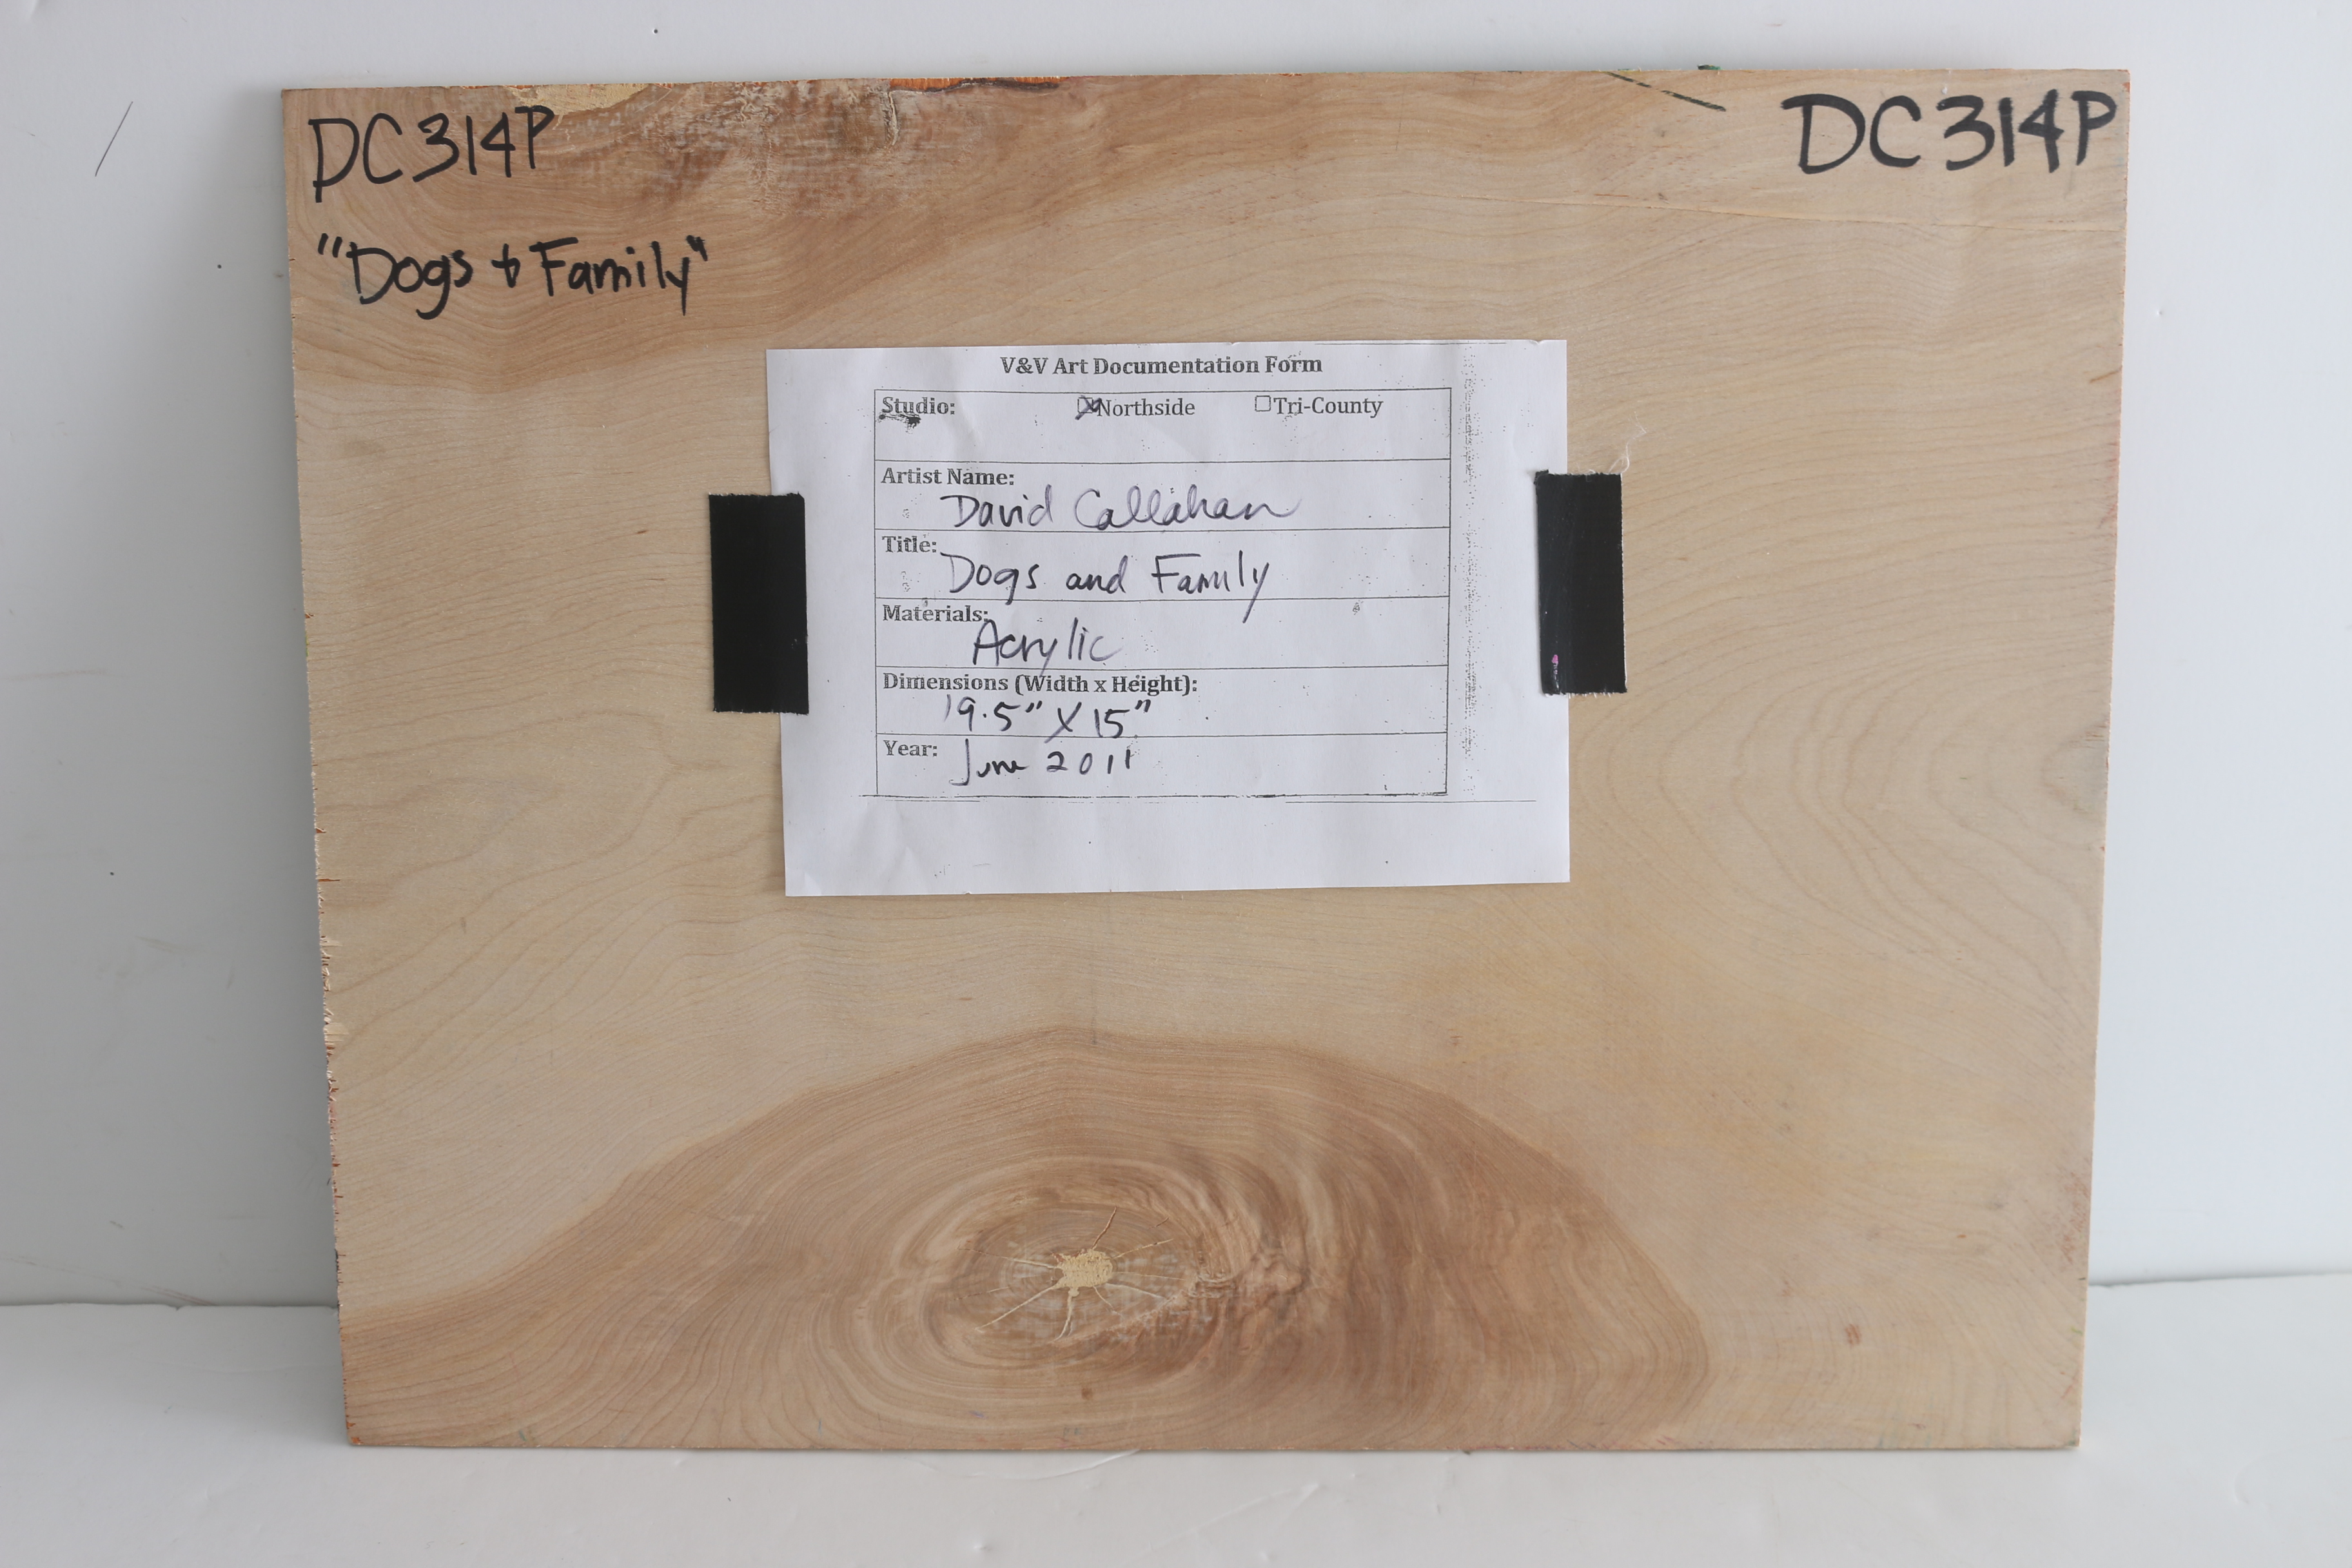 DC314P
DC314P
"Dogs + Family"
V&V Art Documentation Form
Studio: ☒Northside ☐Tri-County
Artist Name:
David Callahan
Title:
Dogs and Family
Materials:
Acrylic
Dimensions (Width x Height):
19.5" X 15"
Year: June 2011